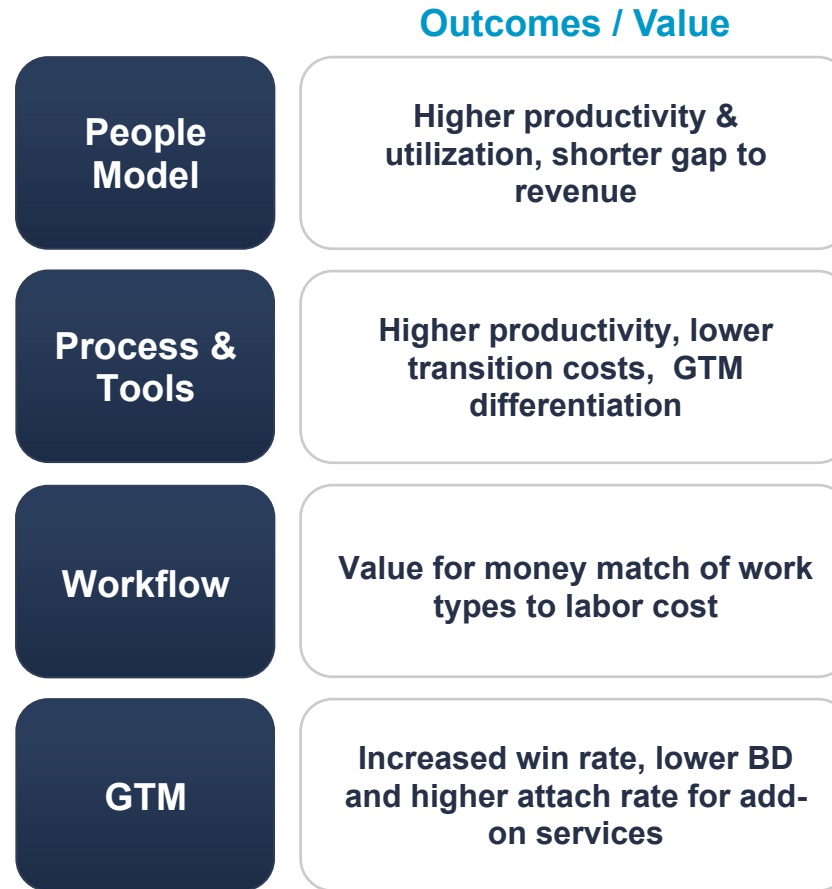 Outcomes / Value
People
Model
Higher productivity &
utilization, shorter gap to
revenue
Process &
Tools
Higher productivity, lower
transition costs,  GTM
differentiation
Workflow
Value for money match of work
types to labor cost
GTM
Increased win rate, lower BD
and higher attach rate for add-
on services